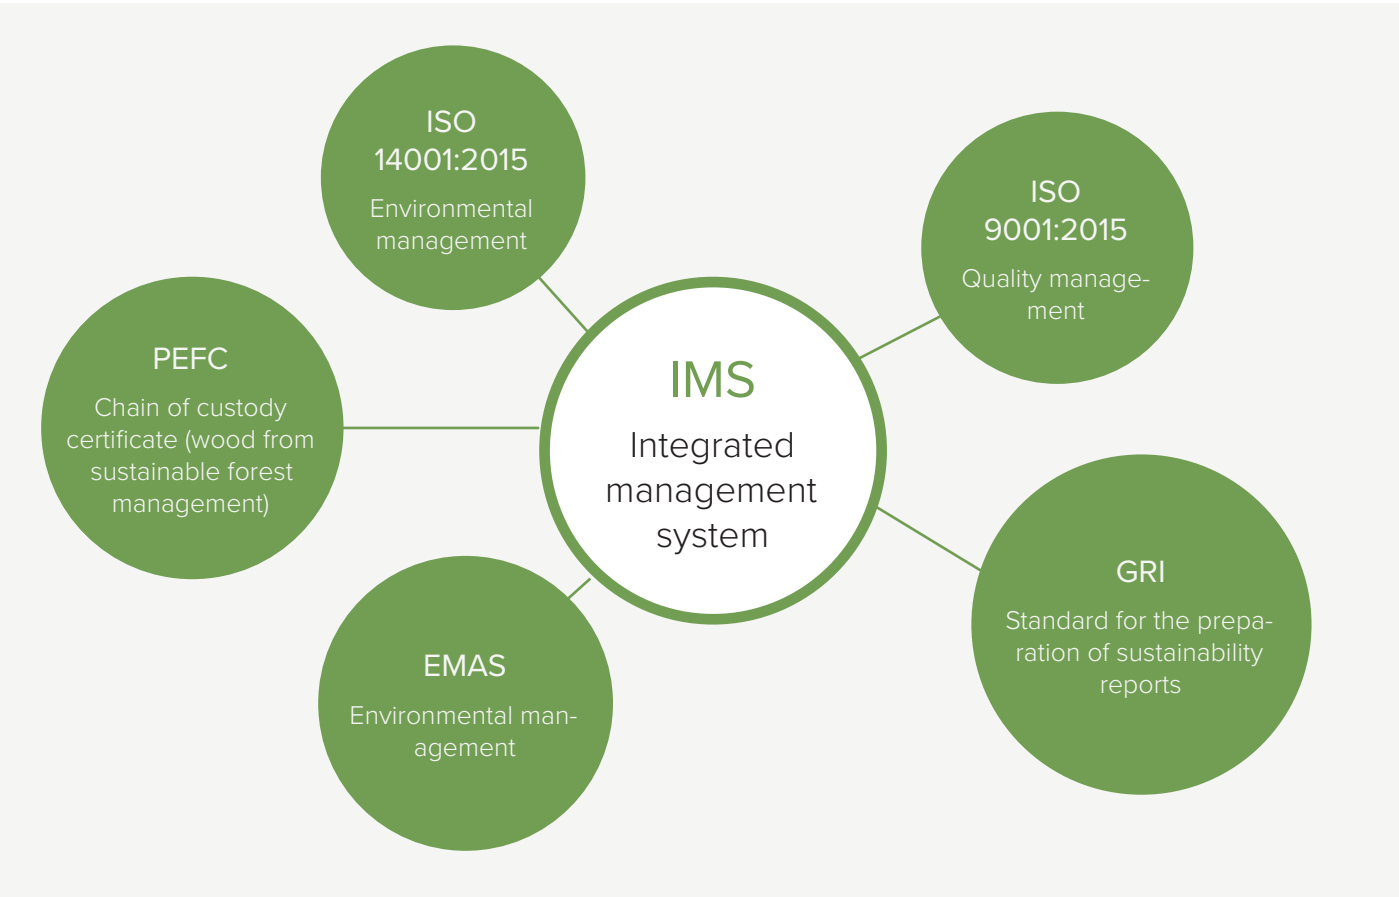 ISO
14001:2015
Environmental
management
ISO
9001:2015
Quality manage-
ment
PEFC
Chain of custody
certificate (wood from
sustainable forest
management)
IMS
Integrated
management
system
GRI
Standard for the prepa-
ration of sustainability
reports
EMAS
Environmental man-
agement